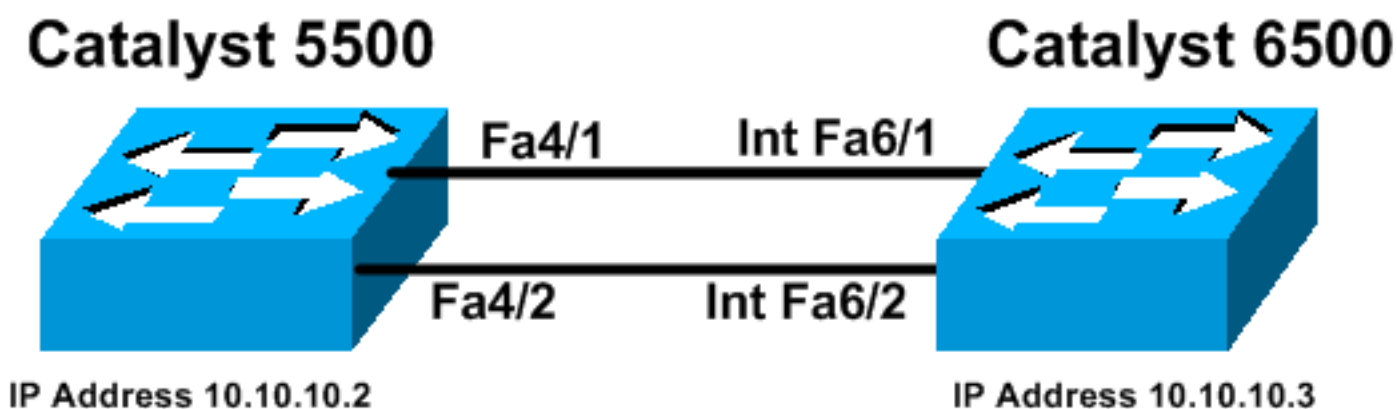 Catalyst 5500
Catalyst 6500
Fa4/1
Int Fa6/1
Fa4/2
Int Fa6/2
IP Address 10.10.10.2
IP Address 10.10.10.3